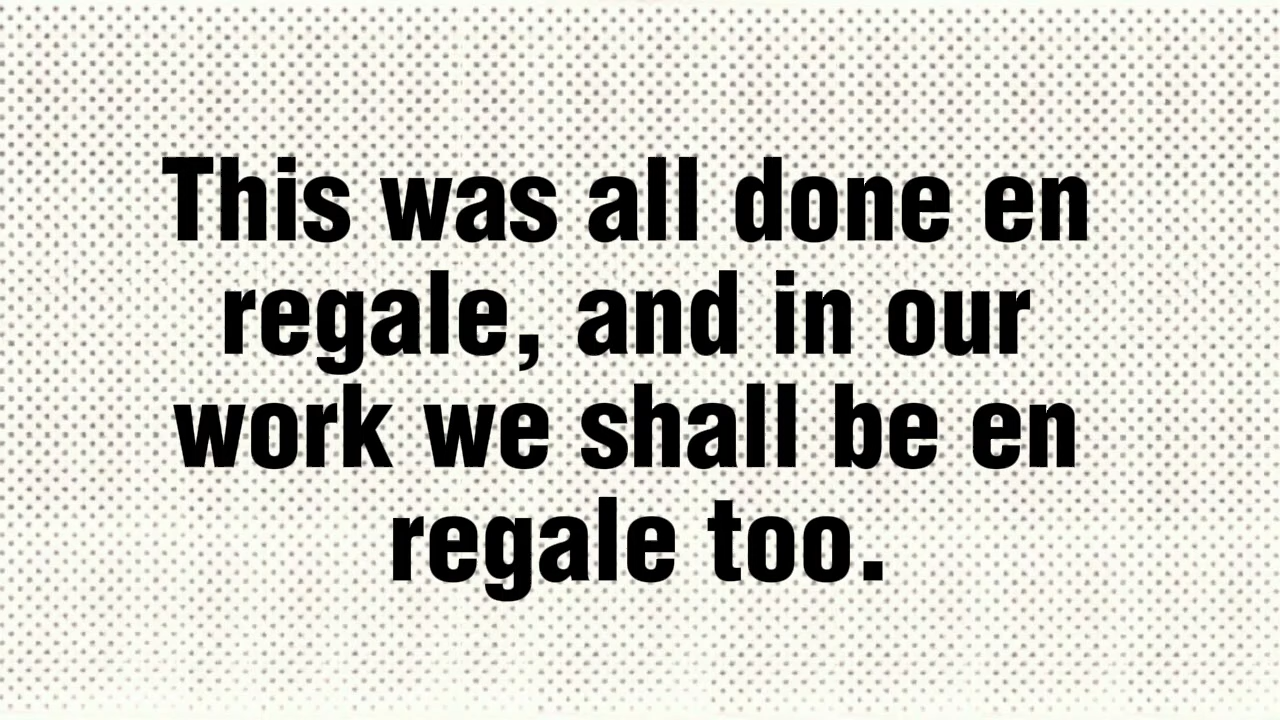 This was all done en
regale, and in our
work we shall be en
regale too.